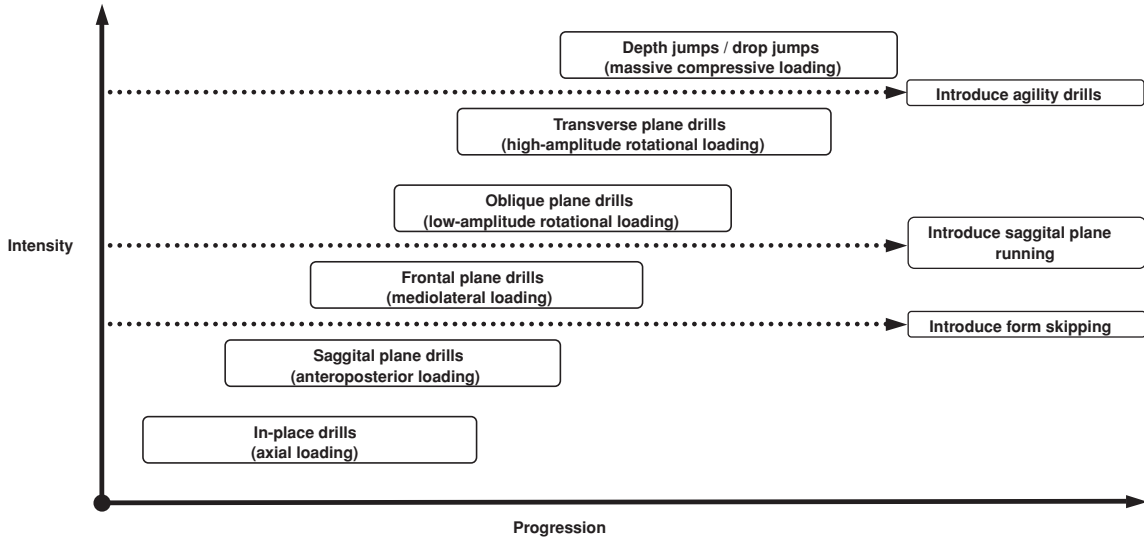 Depth jumps / drop jumps
(massive compressive loading)
Introduce agility drills
Transverse plane drills
(high-amplitude rotational loading)
Oblique plane drills
(low-amplitude rotational loading)
Intensity
Introduce saggital plane
running
Frontal plane drills
(mediolateral loading)
Introduce form skipping
Saggital plane drills
(anteroposterior loading)
In-place drills
(axial loading)
Progression